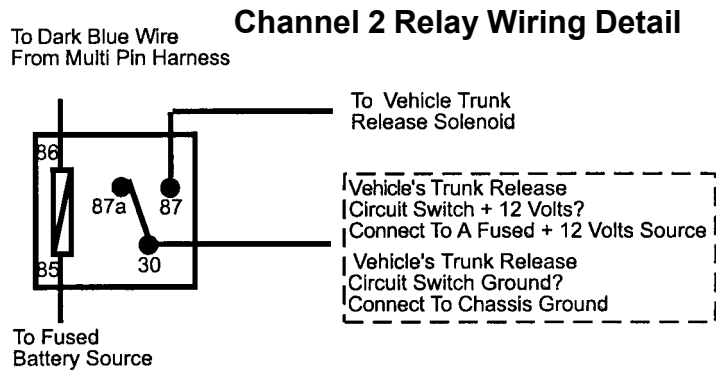 Channel 2 Relay Wiring Detail
To Dark Blue Wire
From Multi Pin Harness
To Vehicle Trunk
Release Solenoid
86
87a
87
85
30
Vehicle's Trunk Release
Circuit Switch + 12 Volts?
Connect To A Fused + 12 Volts Source
Vehicle's Trunk Release
Circuit Switch Ground?
Connect To Chassis Ground
To Fused
Battery Source